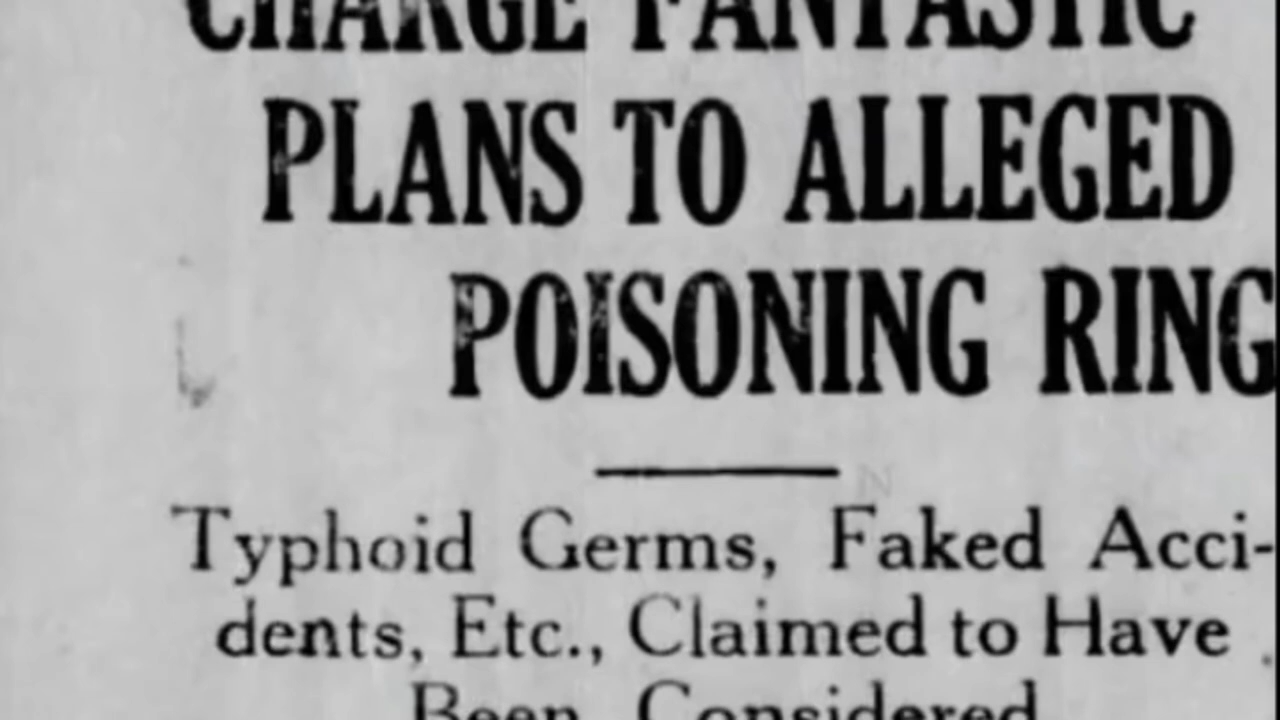 CHARGE FANTASTIC
PLANS TO ALLEGED
POISONING RING
Typhoid Germs, Faked Acci-
dents, Etc., Claimed to Have
Been Considered